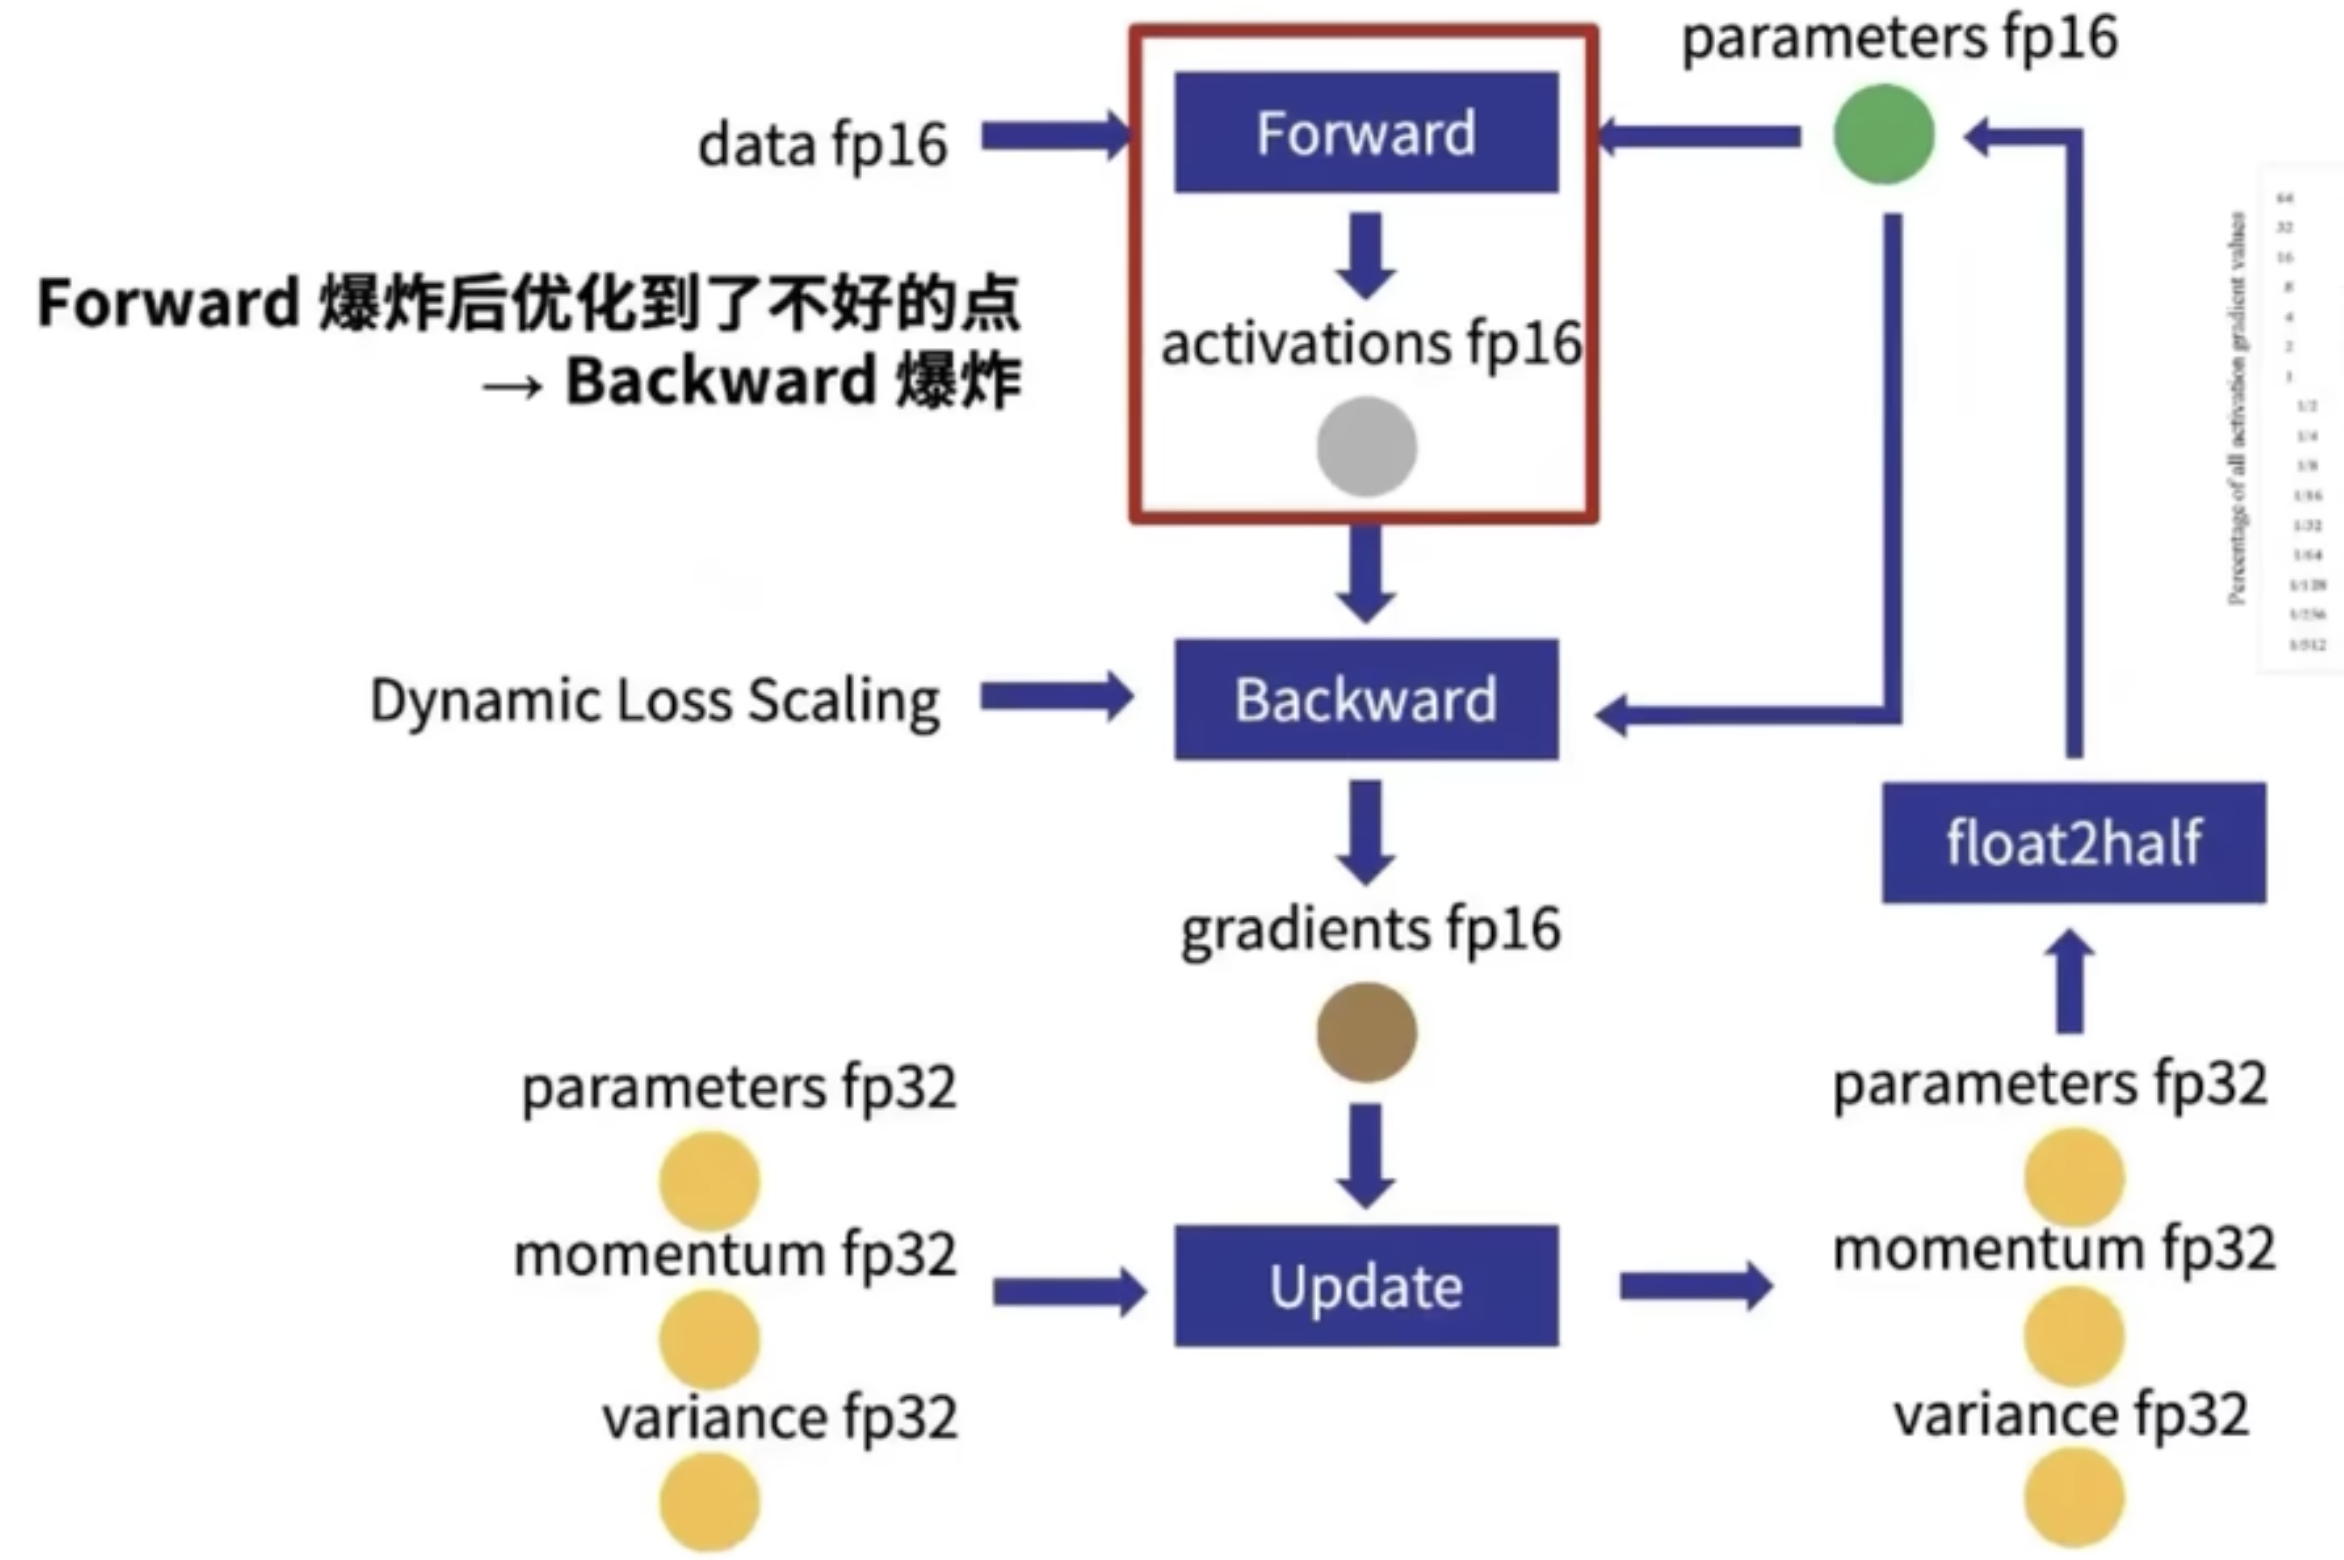 parameters fp16
Forward
data fp16
Forward 爆炸后优化到了不好的点
→ Backward 爆炸
activations fp16
Percentage of all activation gradient values
64
32
16
8
4
2
1
1/2
1/4
1/8
1/16
1/32
1/64
1/128
1/256
1/512
Dynamic Loss Scaling
Backward
float2half
gradients fp16
parameters fp32
momentum fp32
variance fp32
Update
parameters fp32
momentum fp32
variance fp32